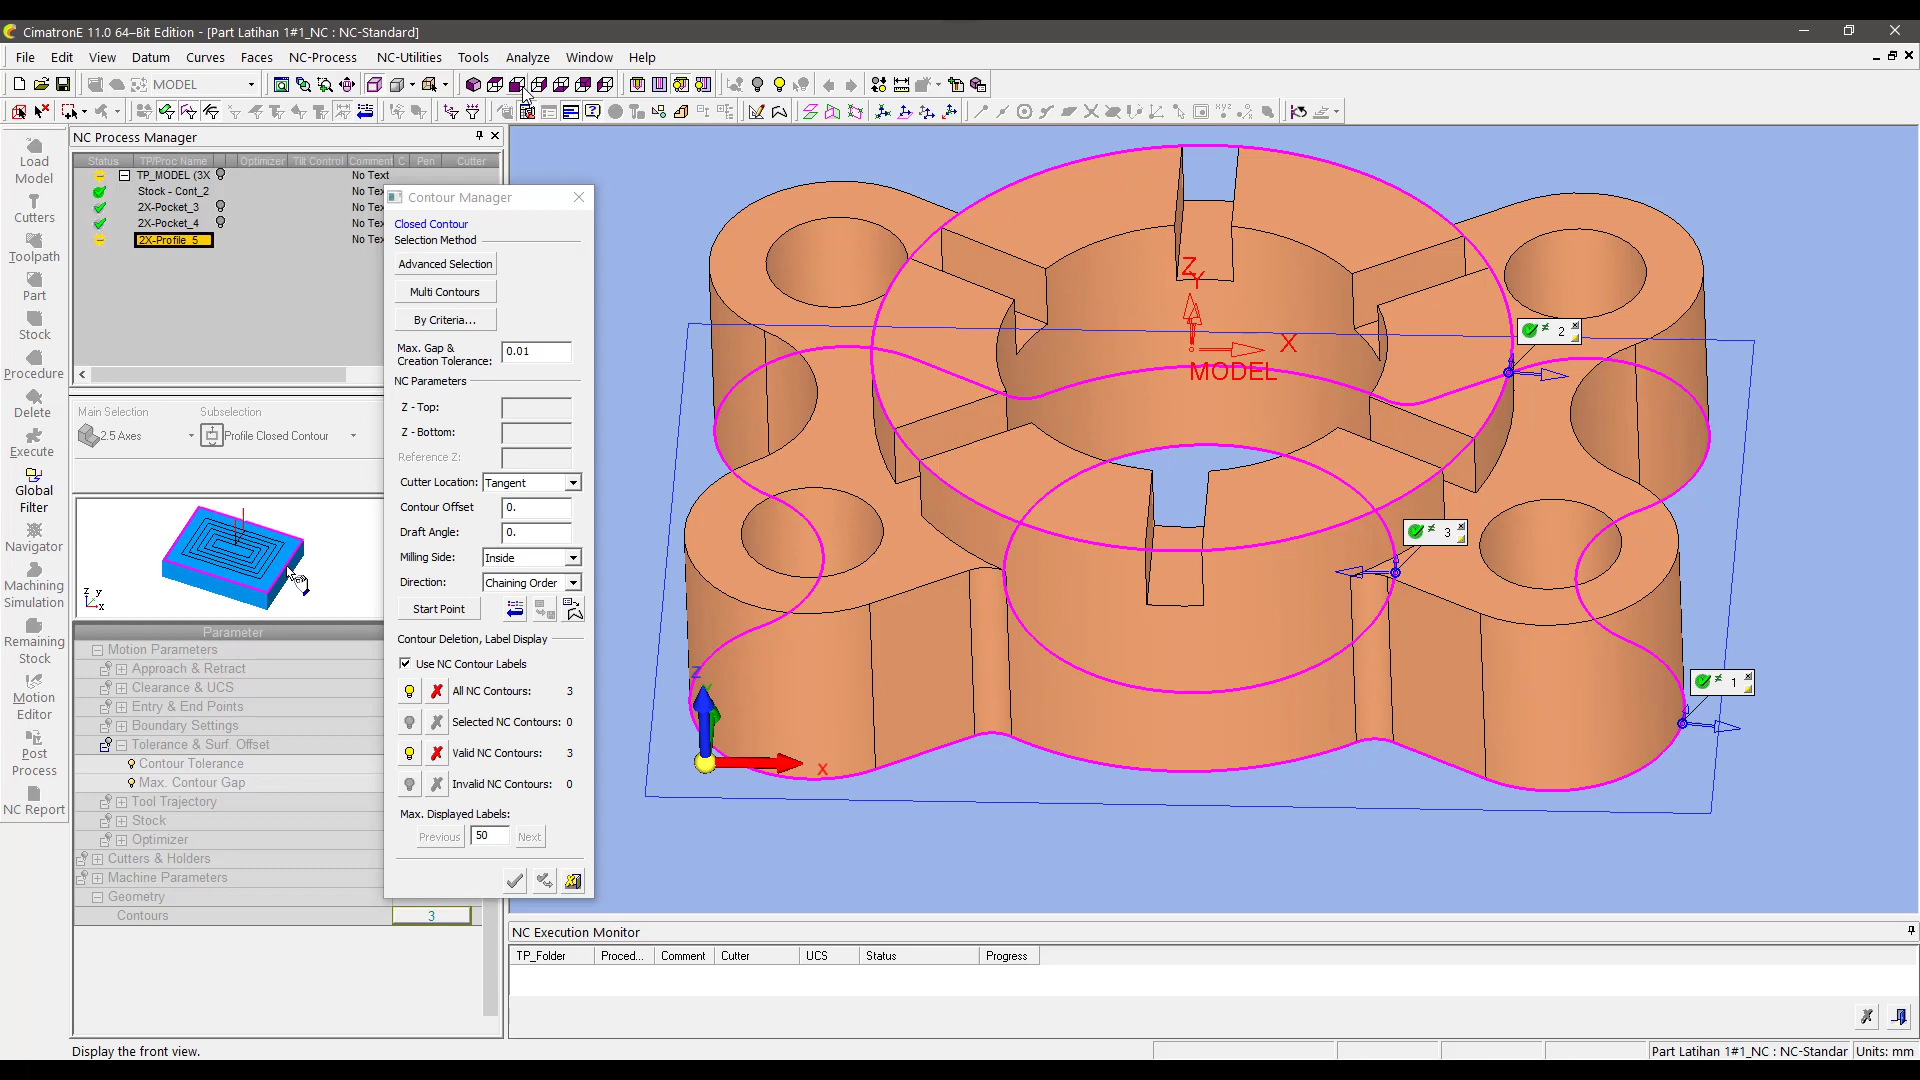 CimatronE 11.0 64–Bit Edition - [Part Latihan 1#1_NC : NC-Standard]
File Edit View Datum Curves Faces NC-Process NC-Utilities Tools Analyze Window Help
MODEL
NC Process Manager
Status TP/Proc Name Optimizer Tilt Control Comment C Pen Cutter
TP_MODEL (3X No Text
Stock - Cont_2 No Tex
2X-Pocket_3 No Tex
2X-Pocket_4 No Tex
2X-Profile_5 No Tex
Load
Model
Cutters
Toolpath
Part
Stock
Procedure
Delete
Execute
Global
Filter
Navigator
Machining
Simulation
Remaining
Stock
Motion
Editor
Post
Process
NC Report
Main Selection Subselection
2.5 Axes Profile Closed Contour
Z Y
X
Parameter
Motion Parameters
Approach & Retract
Clearance & UCS
Entry & End Points
Boundary Settings
Tolerance & Surf. Offset
Contour Tolerance
Max. Contour Gap
Tool Trajectory
Stock
Optimizer
Cutters & Holders
Machine Parameters
Geometry
Contours 3
Contour Manager
Closed Contour
Selection Method
Advanced Selection
Multi Contours
By Criteria...
Max. Gap &
Creation Tolerance: 0.01
NC Parameters
Z - Top:
Z - Bottom:
Reference Z:
Cutter Location: Tangent
Contour Offset 0.
Draft Angle: 0.
Milling Side: Inside
Direction: Chaining Order
Start Point
Contour Deletion, Label Display
Use NC Contour Labels
All NC Contours: 3
Selected NC Contours: 0
Valid NC Contours: 3
Invalid NC Contours: 0
Max. Displayed Labels:
Previous 50 Next
Z
Y
X
MODEL
2
3
1
Z
X
NC Execution Monitor
TP_Folder Proced... Comment Cutter UCS Status Progress
Display the front view.
Part Latihan 1#1_NC : NC-Standar Units: mm